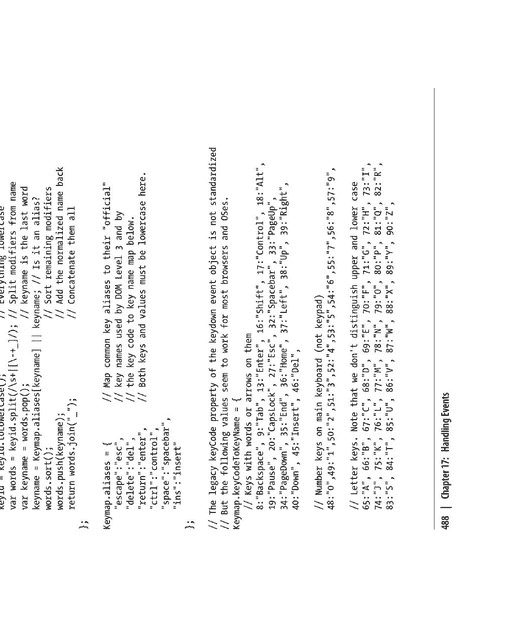 keyid = keyid.toLowerCase(); // Everything lowercase
var words = keyid.split(/\s+|[\-+_]/); // Split modifiers from name
var keyname = words.pop(); // keyname is the last word
keyname = Keymap.aliases[keyname] || keyname; // Is it an alias?
words.sort(); // Sort remaining modifiers
words.push(keyname); // Add the normalized name back
return words.join("_"); // Concatenate them all
};
Keymap.aliases = { // Map common key aliases to their "official"
"escape":"esc", // key names used by DOM Level 3 and by
"delete":"del", // the key code to key name map below.
"return":"enter", // Both keys and values must be lowercase here.
"ctrl":"control",
"space":"spacebar",
"ins":"insert"
};
// The legacy keyCode property of the keydown event object is not standardized
// But the following values seem to work for most browsers and OSes.
Keymap.keyCodeToKeyName = {
// Keys with words or arrows on them
8:"Backspace", 9:"Tab", 13:"Enter", 16:"Shift", 17:"Control", 18:"Alt",
19:"Pause", 20:"CapsLock", 27:"Esc", 32:"Spacebar", 33:"PageUp",
34:"PageDown", 35:"End", 36:"Home", 37:"Left", 38:"Up", 39:"Right",
40:"Down", 45:"Insert", 46:"Del",
// Number keys on main keyboard (not keypad)
48:"0",49:"1",50:"2",51:"3",52:"4",53:"5",54:"6",55:"7",56:"8",57:"9",
// Letter keys. Note that we don't distinguish upper and lower case
65:"A", 66:"B", 67:"C", 68:"D", 69:"E", 70:"F", 71:"G", 72:"H", 73:"I",
74:"J", 75:"K", 76:"L", 77:"M", 78:"N", 79:"O", 80:"P", 81:"Q", 82:"R",
83:"S", 84:"T", 85:"U", 86:"V", 87:"W", 88:"X", 89:"Y", 90:"Z",
488 | Chapter 17: Handling Events